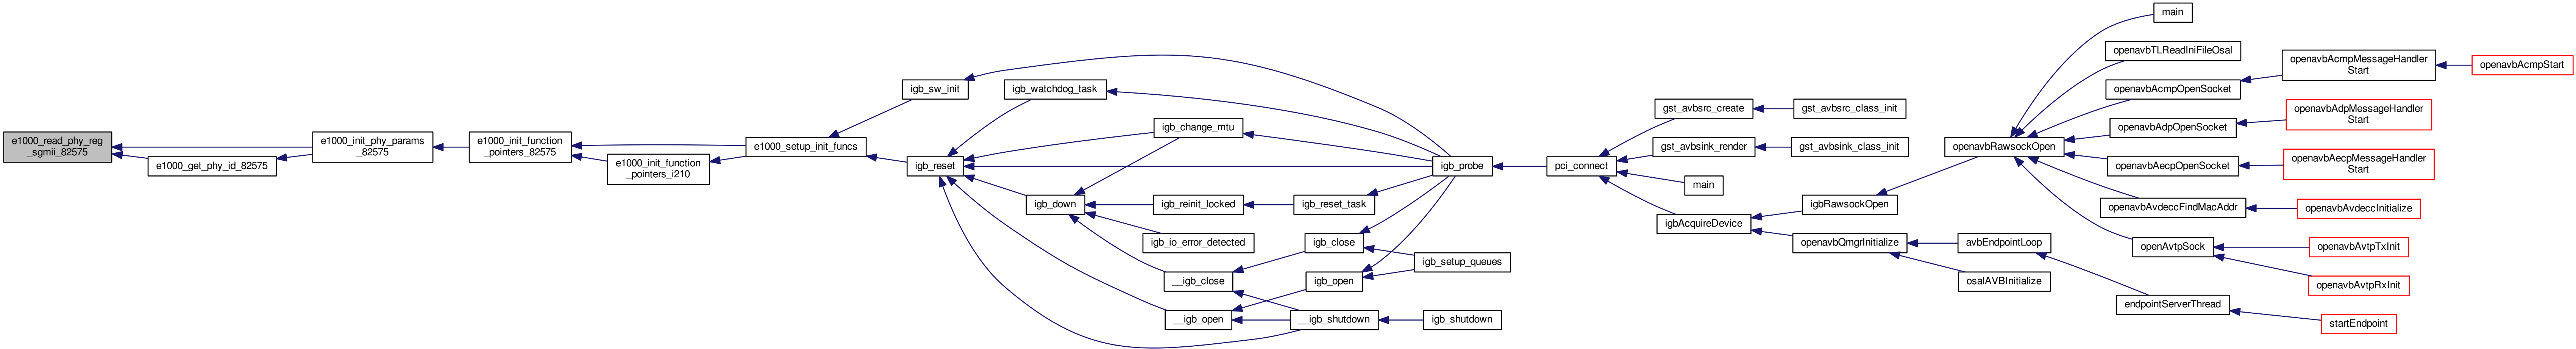 e1000_read_phy_reg
_sgmii_82575
e1000_get_phy_id_82575
e1000_init_phy_params
_82575
e1000_init_function
_pointers_82575
e1000_init_function
_pointers_i210
e1000_setup_init_funcs
igb_sw_init
igb_reset
igb_watchdog_task
igb_change_mtu
igb_down
igb_reinit_locked
igb_io_error_detected
__igb_close
__igb_open
igb_reset_task
igb_close
igb_open
__igb_shutdown
igb_probe
igb_setup_queues
igb_shutdown
pci_connect
gst_avbsrc_create
gst_avbsrc_class_init
gst_avbsink_render
gst_avbsink_class_init
main
igbAcquireDevice
igbRawsockOpen
openavbQmgrInitialize
avbEndpointLoop
osalAVBInitialize
openavbRawsockOpen
main
openavbTLReadIniFileOsal
openavbAcmpOpenSocket
openavbAcmpMessageHandler
Start
openavbAcmpStart
openavbAdpOpenSocket
openavbAdpMessageHandler
Start
openavbAecpOpenSocket
openavbAecpMessageHandler
Start
openavbAvdeccFindMacAddr
openavbAvdeccInitialize
openAvtpSock
openavbAvtpTxInit
openavbAvtpRxInit
endpointServerThread
startEndpoint